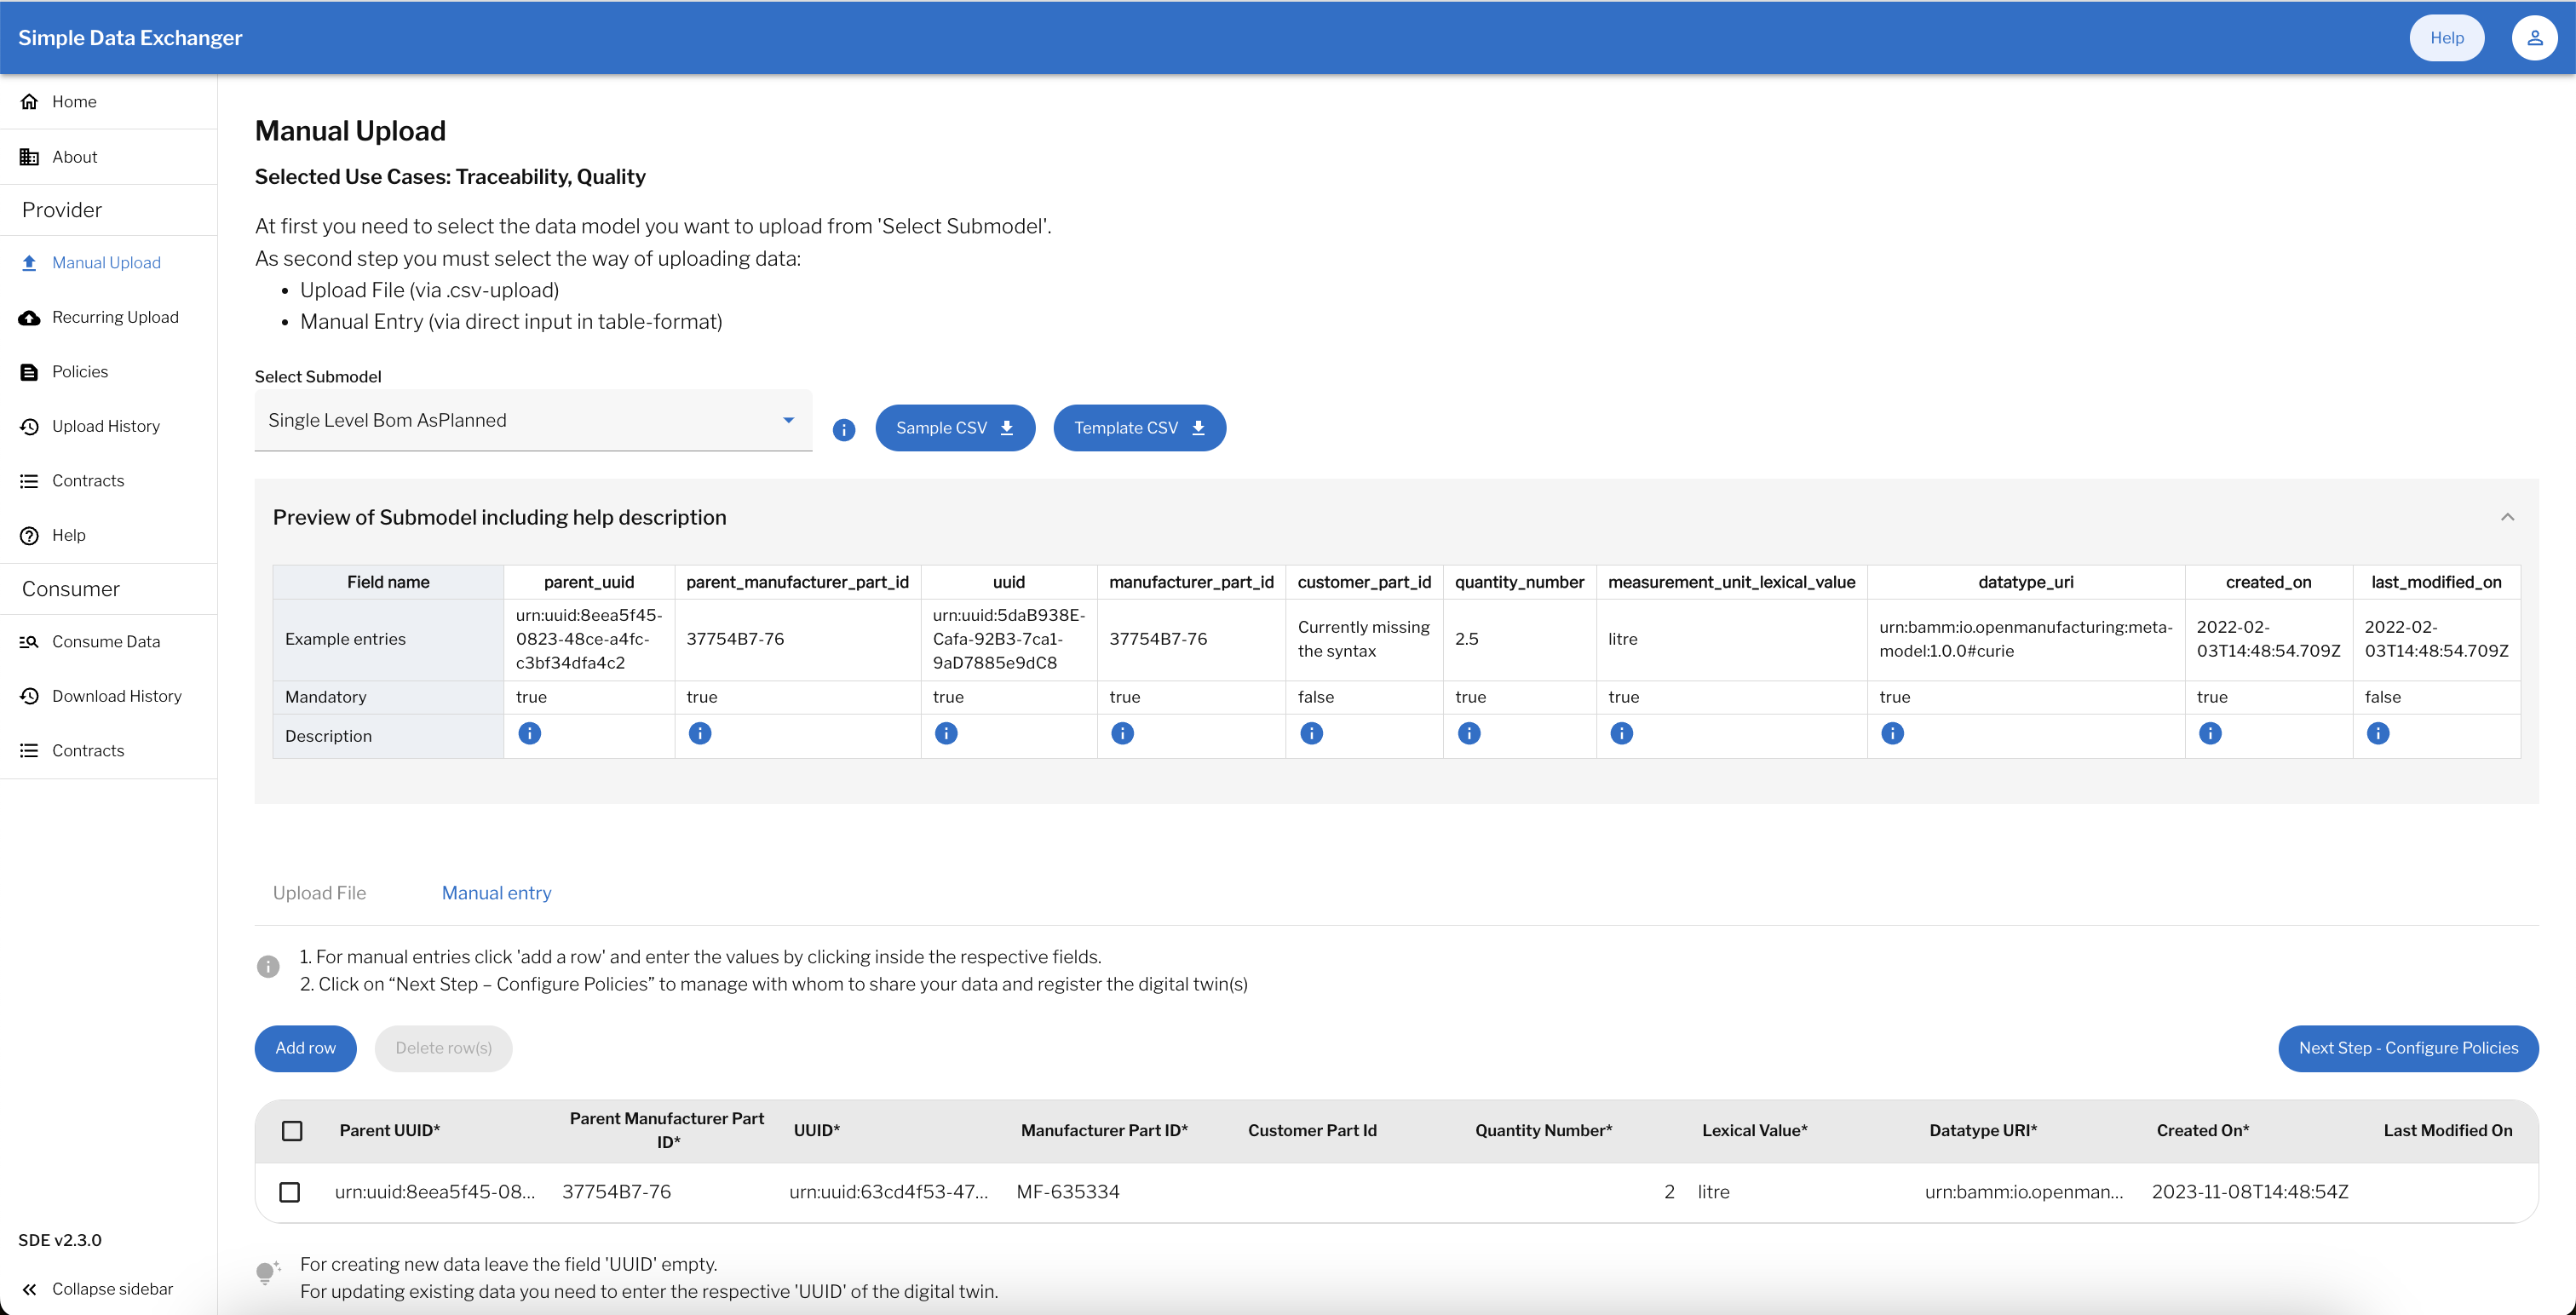 Simple Data Exchanger
Help
Home
About
Provider
Manual Upload
Recurring Upload
Policies
Upload History
Contracts
Help
Consumer
Consume Data
Download History
Contracts
SDE v2.3.0
Collapse sidebar
Manual Upload
Selected Use Cases: Traceability, Quality
At first you need to select the data model you want to upload from 'Select Submodel'.
As second step you must select the way of uploading data:
• Upload File (via .csv-upload)
• Manual Entry (via direct input in table-format)
Select Submodel
Single Level Bom AsPlanned
Sample CSV
Template CSV
Preview of Submodel including help description
Field name parent_uuid parent_manufacturer_part_id uuid manufacturer_part_id customer_part_id quantity_number measurement_unit_lexical_value datatype_uri created_on last_modified_on
Example entries
urn:uuid:8eea5f45-
0823-48ce-a4fc-
c3bf34dfa4c2
37754B7-76
urn:uuid:5daB938E-
Cafa-92B3-7ca1-
9aD7885e9dC8
37754B7-76
Currently missing
the syntax
2.5
litre
urn:bamm:io.openmanufacturing:meta-
model:1.0.0#curie
2022-02-
03T14:48:54.709Z
2022-02-
03T14:48:54.709Z
Mandatory true true true true false true true true true false
Description
Upload File
Manual entry
1. For manual entries click 'add a row' and enter the values by clicking inside the respective fields.
2. Click on “Next Step – Configure Policies” to manage with whom to share your data and register the digital twin(s)
Add row
Delete row(s)
Next Step - Configure Policies
Parent UUID*
Parent Manufacturer Part
ID*
UUID*
Manufacturer Part ID*
Customer Part Id
Quantity Number*
Lexical Value*
Datatype URI*
Created On*
Last Modified On
urn:uuid:8eea5f45-08... 37754B7-76 urn:uuid:63cd4f53-47... MF-635334 2 litre urn:bamm:io.openman... 2023-11-08T14:48:54Z
For creating new data leave the field 'UUID' empty.
For updating existing data you need to enter the respective 'UUID' of the digital twin.